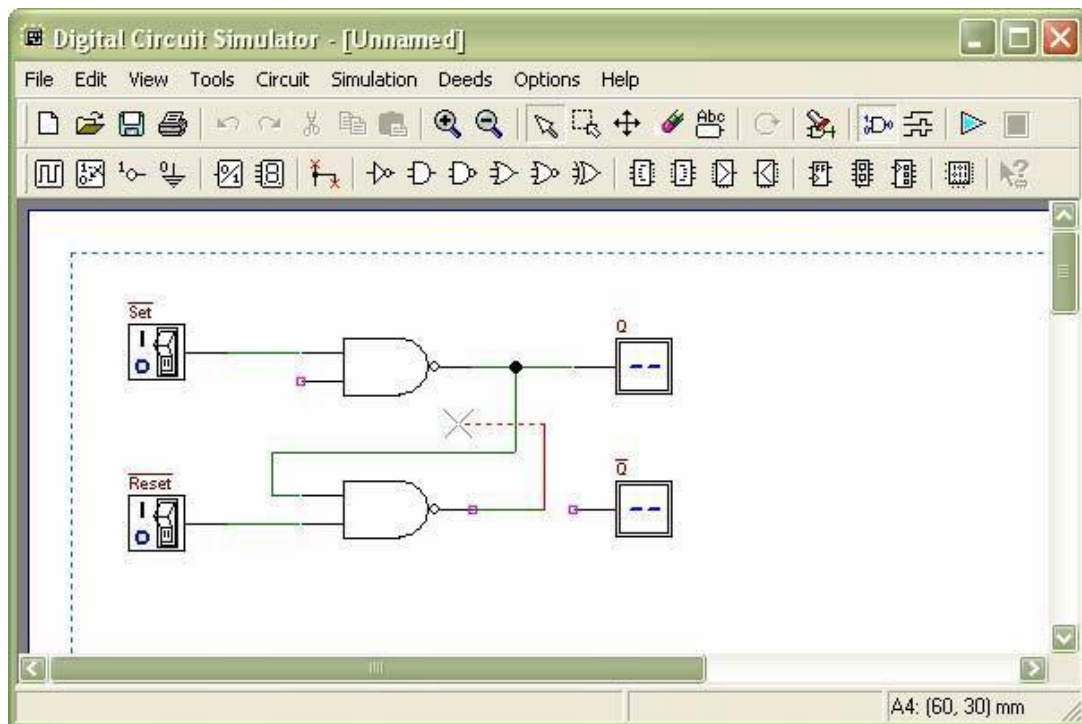 Digital Circuit Simulator - [Unnamed]
File Edit View Tools Circuit Simulation Deeds Options Help
Abc
Set
Q
Reset
Q
A4: (60, 30) mm